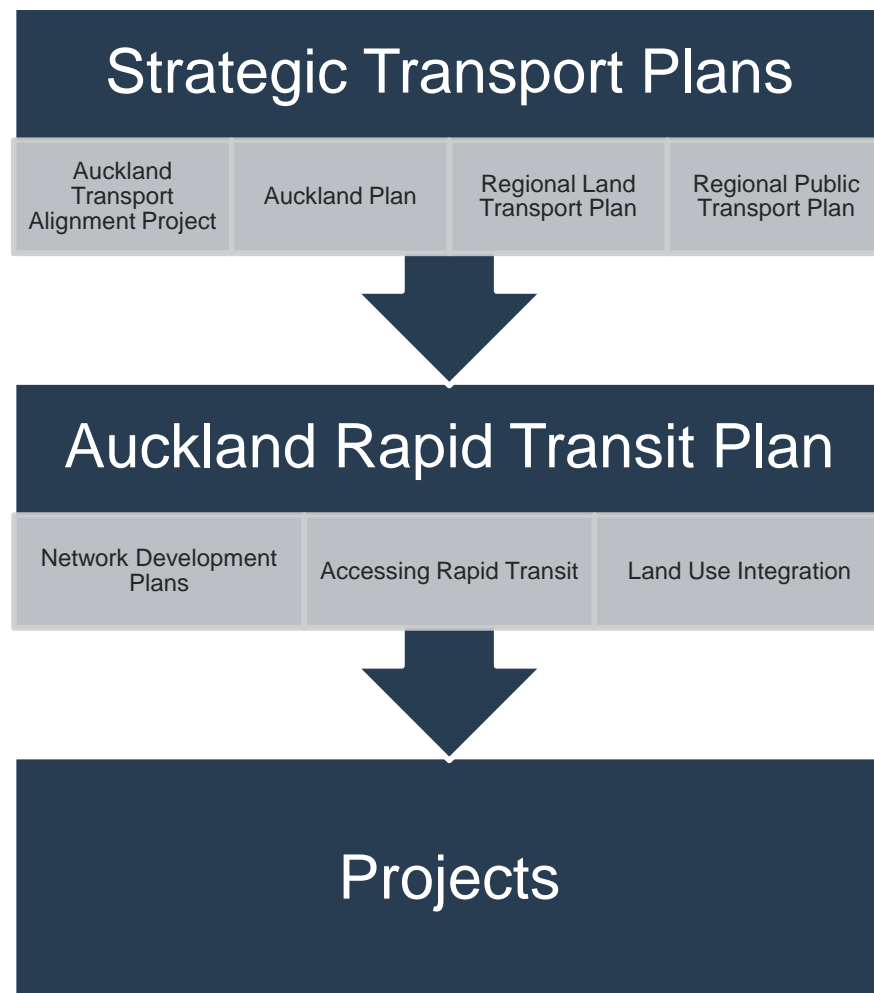 Strategic Transport Plans
Auckland
Transport
Alignment Project
Auckland Plan
Regional Land
Transport Plan
Regional Public
Transport Plan
Auckland Rapid Transit Plan
Network Development
Plans
Accessing Rapid Transit
Land Use Integration
Projects